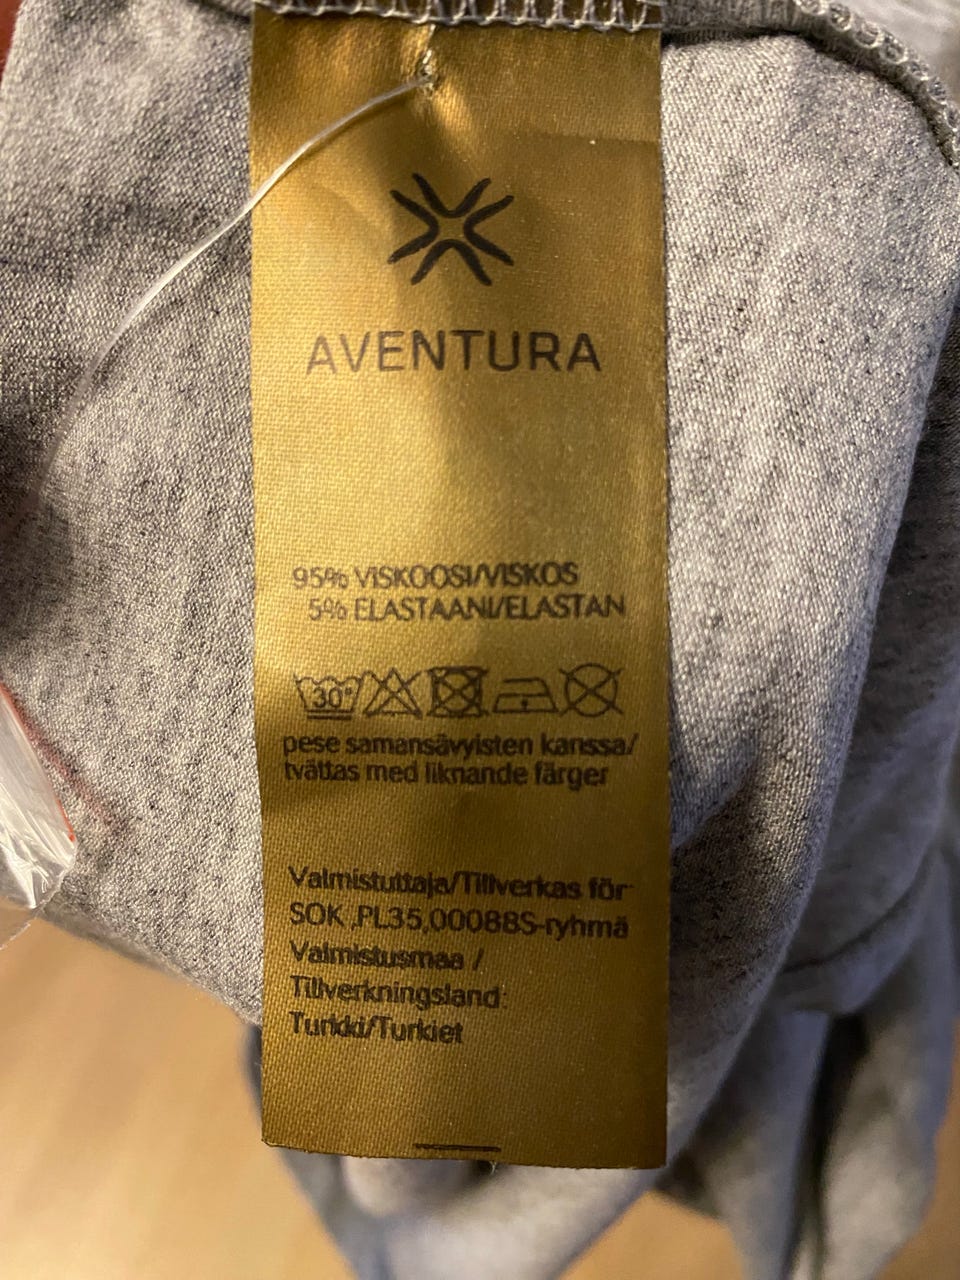 AVENTURA
95% VISKOOSI/VISKOS
5% ELASTAANI/ELASTAN
30°
pese samansävyisten kanssa/
tvättas med liknande färger
Valmistuttaja/Tillverkas för
SOK ,PL35,00088S-ryhmä
Valmistusmaa /
Tillverkningsland:
Turkki/Turkiet